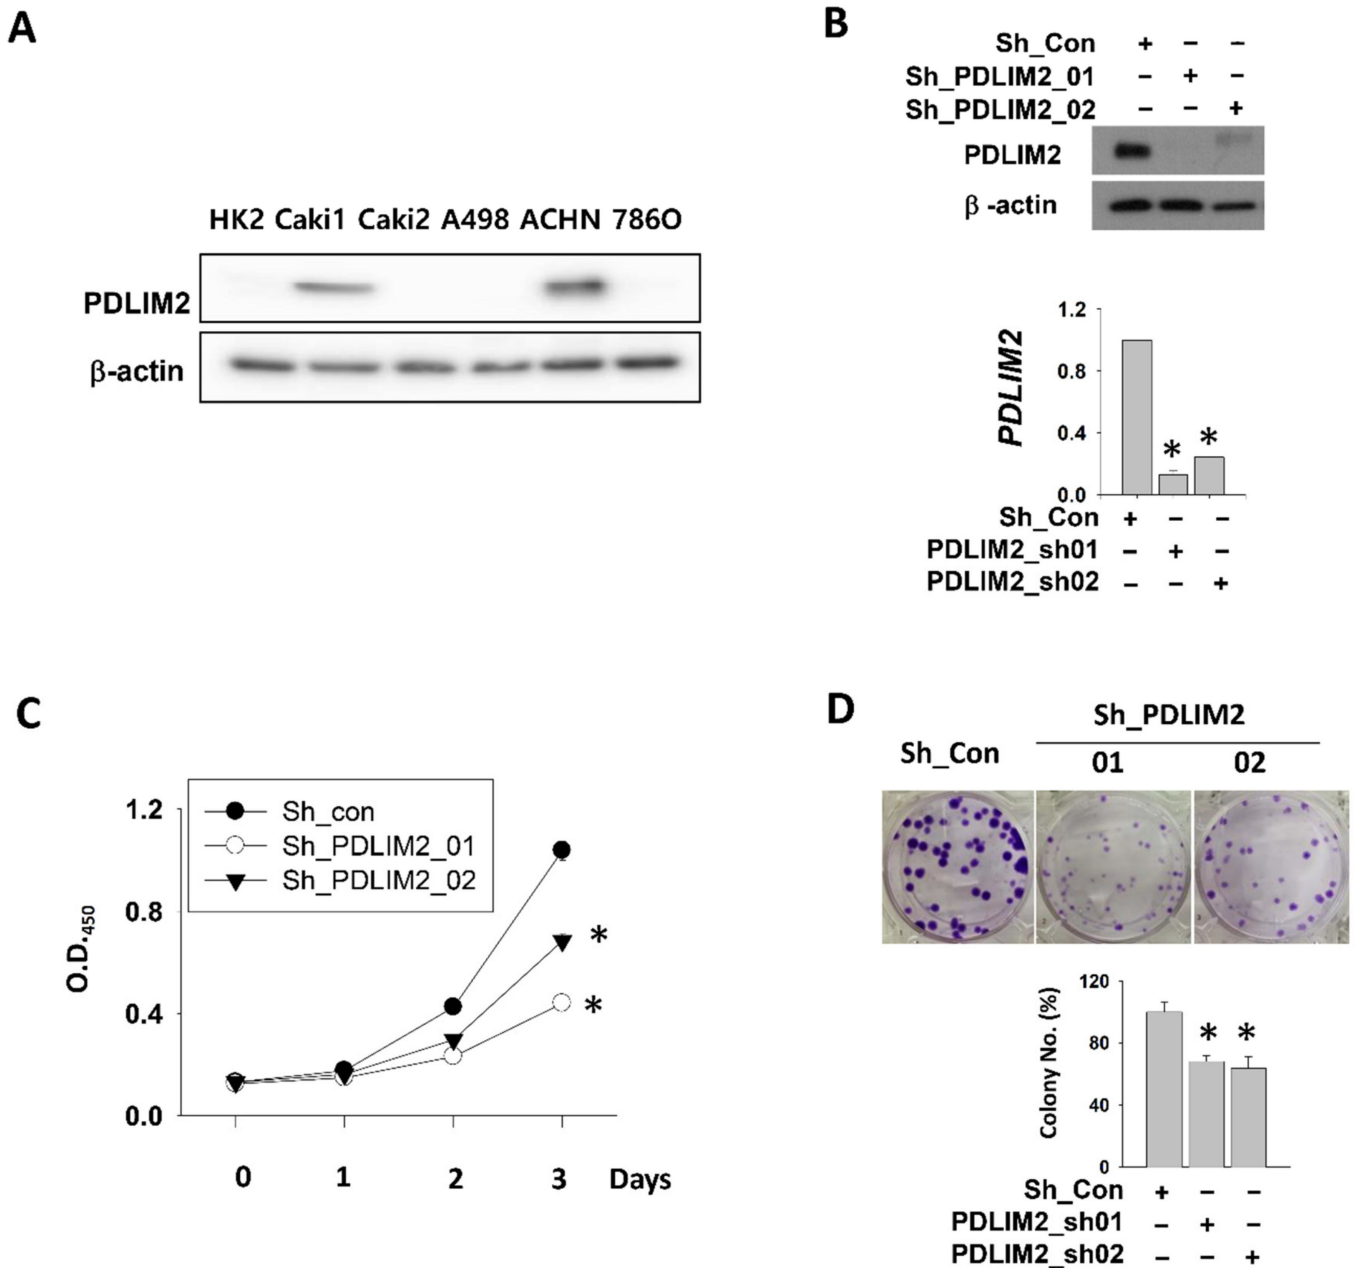 A
HK2 Caki1 Caki2 A498 ACHN 786O
PDLIM2
β-actin
B
Sh_Con + – –
Sh_PDLIM2_01 – + –
Sh_PDLIM2_02 – – +
PDLIM2
β -actin
PDLIM2
1.2
0.8
0.4
0.0
* *
Sh_Con + – –
PDLIM2_sh01 – + –
PDLIM2_sh02 – – +
C
O.D.450
1.2
0.8
0.4
0.0
Sh_con
Sh_PDLIM2_01
Sh_PDLIM2_02
*
*
0 1 2 3 Days
D
Sh_PDLIM2
Sh_Con 01 02
Colony No. (%)
120
80
40
0
* *
Sh_Con + – –
PDLIM2_sh01 – + –
PDLIM2_sh02 – – +